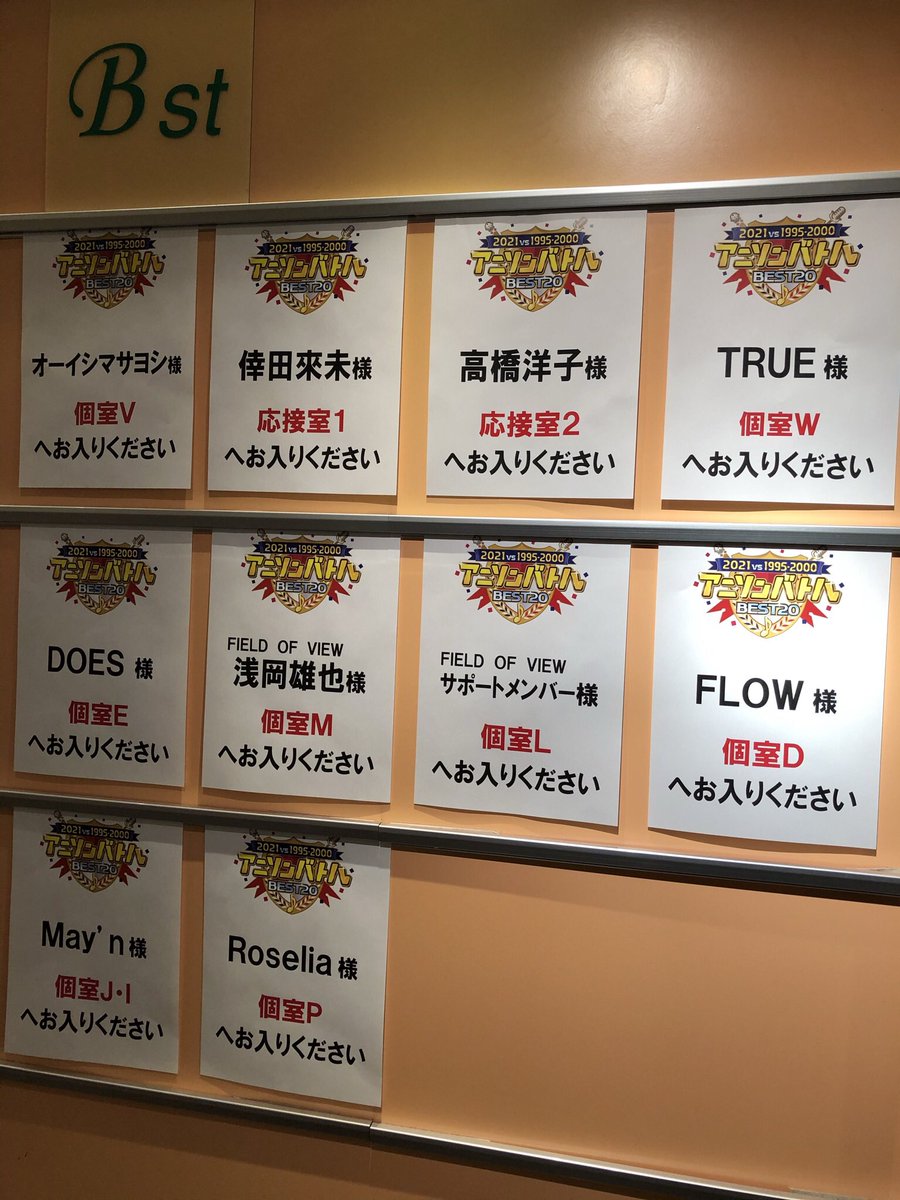 B st
2021 vs 1995-2000
アニソンバトル
BEST20
オーイシマサヨシ様
個室V
へお入りください
2021 vs 1995-2000
アニソンバトル
BEST20
倖田來未様
応接室1
へお入りください
2021 vs 1995-2000
アニソンバトル
BEST20
高橋洋子様
応接室2
へお入りください
2021 vs 1995-2000
アニソンバトル
BEST20
TRUE 様
個室W
へお入りください
2021 vs 1995-2000
アニソンバトル
BEST20
DOES 様
個室E
へお入りください
2021 vs 1995-2000
アニソンバトル
BEST20
FIELD OF VIEW
浅岡雄也様
個室M
へお入りください
2021 vs 1995-2000
アニソンバトル
BEST20
FIELD OF VIEW
サポートメンバー様
個室L
へお入りください
2021 vs 1995-2000
アニソンバトル
BEST20
FLOW 様
個室D
へお入りください
2021 vs 1995-2000
アニソンバトル
BEST20
May'n 様
個室J・I
へお入りください
2021 vs 1995-2000
アニソンバトル
BEST20
Roselia 様
個室P
へお入りください